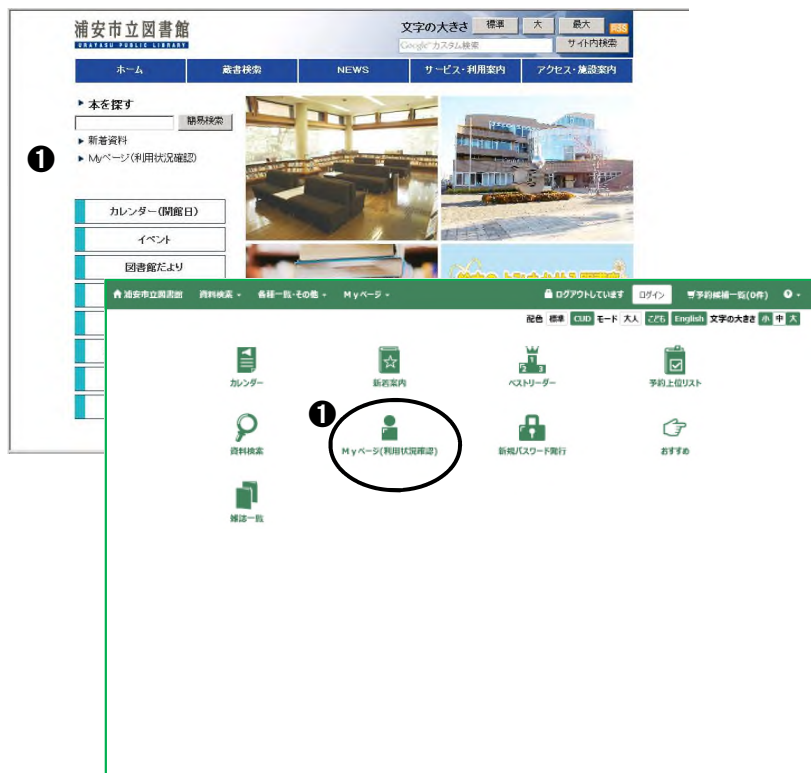 浦安市立図書館
URAYASU PUBLIC LIBRARY
文字の大きさ 標準 大 最大 RSS
Google カスタム検索 サイト内検索
ホーム 蔵書検索 NEWS サービス・利用案内 アクセス・施設案内
本を探す
簡易検索
新着資料
❶
Myページ(利用状況確認)
カレンダー(開館日)
イベント
図書館だより
浦安市立図書館 資料検索 各種一覧・その他 Myページ ログアウトしています ログイン 予約候補一覧(0件)
配色 標準 CUD モード 大人 こども English 文字の大きさ 小 中 大
カレンダー 新着案内 ベストリーダー 予約上位リスト
❶
資料検索 Myページ(利用状況確認) 新規パスワード発行 おすすめ
雑誌一覧